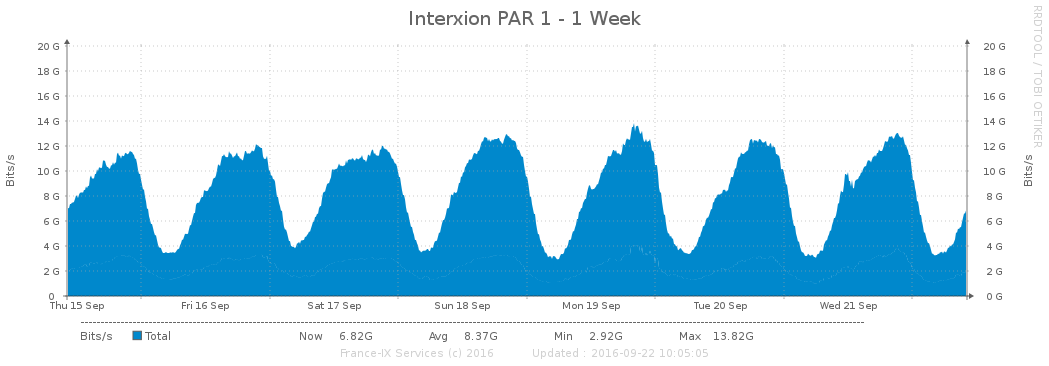 Interxion PAR 1 - 1 Week
RRDTOOL / TOBI OETIKER
Bits/s
20 G 20 G
18 G 18 G
16 G 16 G
14 G 14 G
12 G 12 G
10 G 10 G
8 G 8 G
6 G 6 G
4 G 4 G
2 G 2 G
0 0 G
Bits/s
Thu 15 Sep Fri 16 Sep Sat 17 Sep Sun 18 Sep Mon 19 Sep Tue 20 Sep Wed 21 Sep
Bits/s Total Now 6.82G Avg 8.37G Min 2.92G Max 13.82G
France-IX Services (c) 2016 Updated : 2016-09-22 10:05:05